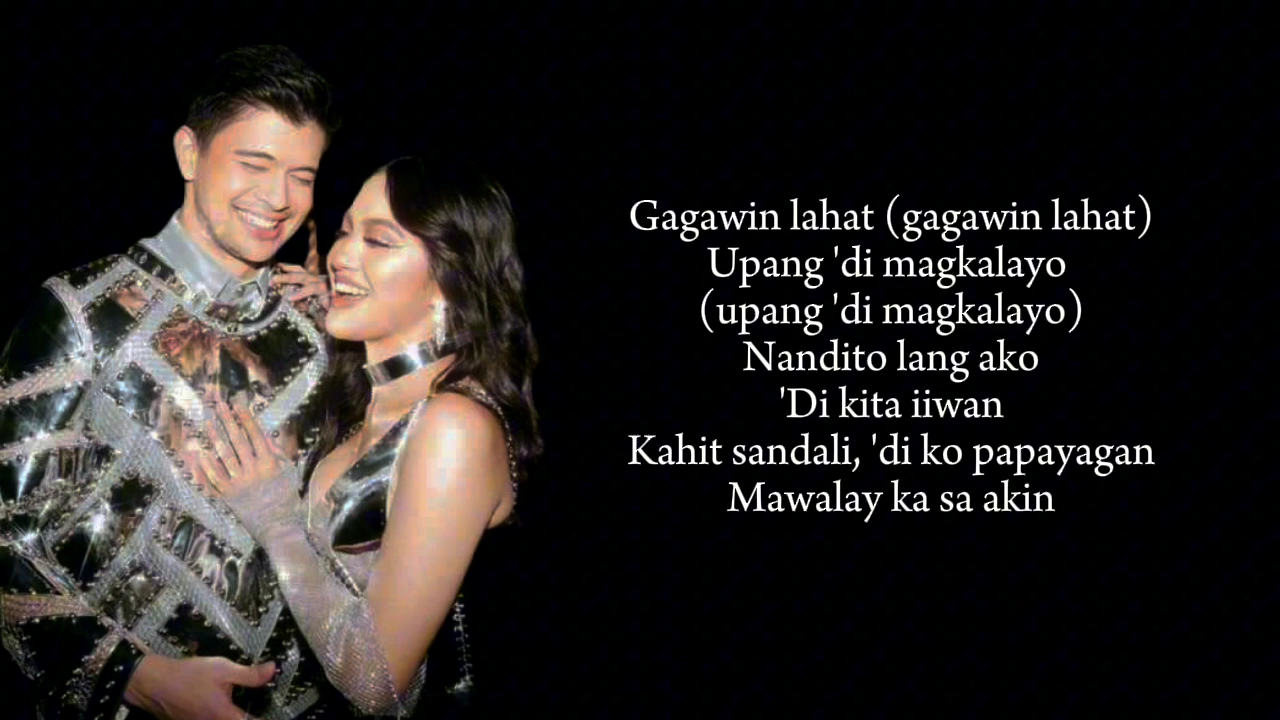 Gagawin lahat (gagawin lahat)
Upang 'di magkalayo
(upang 'di magkalayo)
Nandito lang ako
'Di kita iiwan
Kahit sandali, 'di ko papayagan
Mawalay ka sa akin